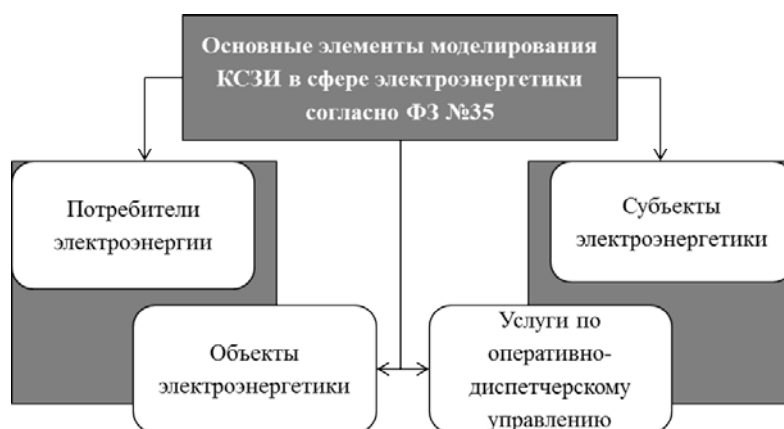 Основные элементы моделирования
КСЗИ в сфере электроэнергетики
согласно ФЗ №35
Потребители
электроэнергии
Субъекты
электроэнергетики
Объекты
электроэнергетики
Услуги по
оперативно-
диспетчерскому
управлению